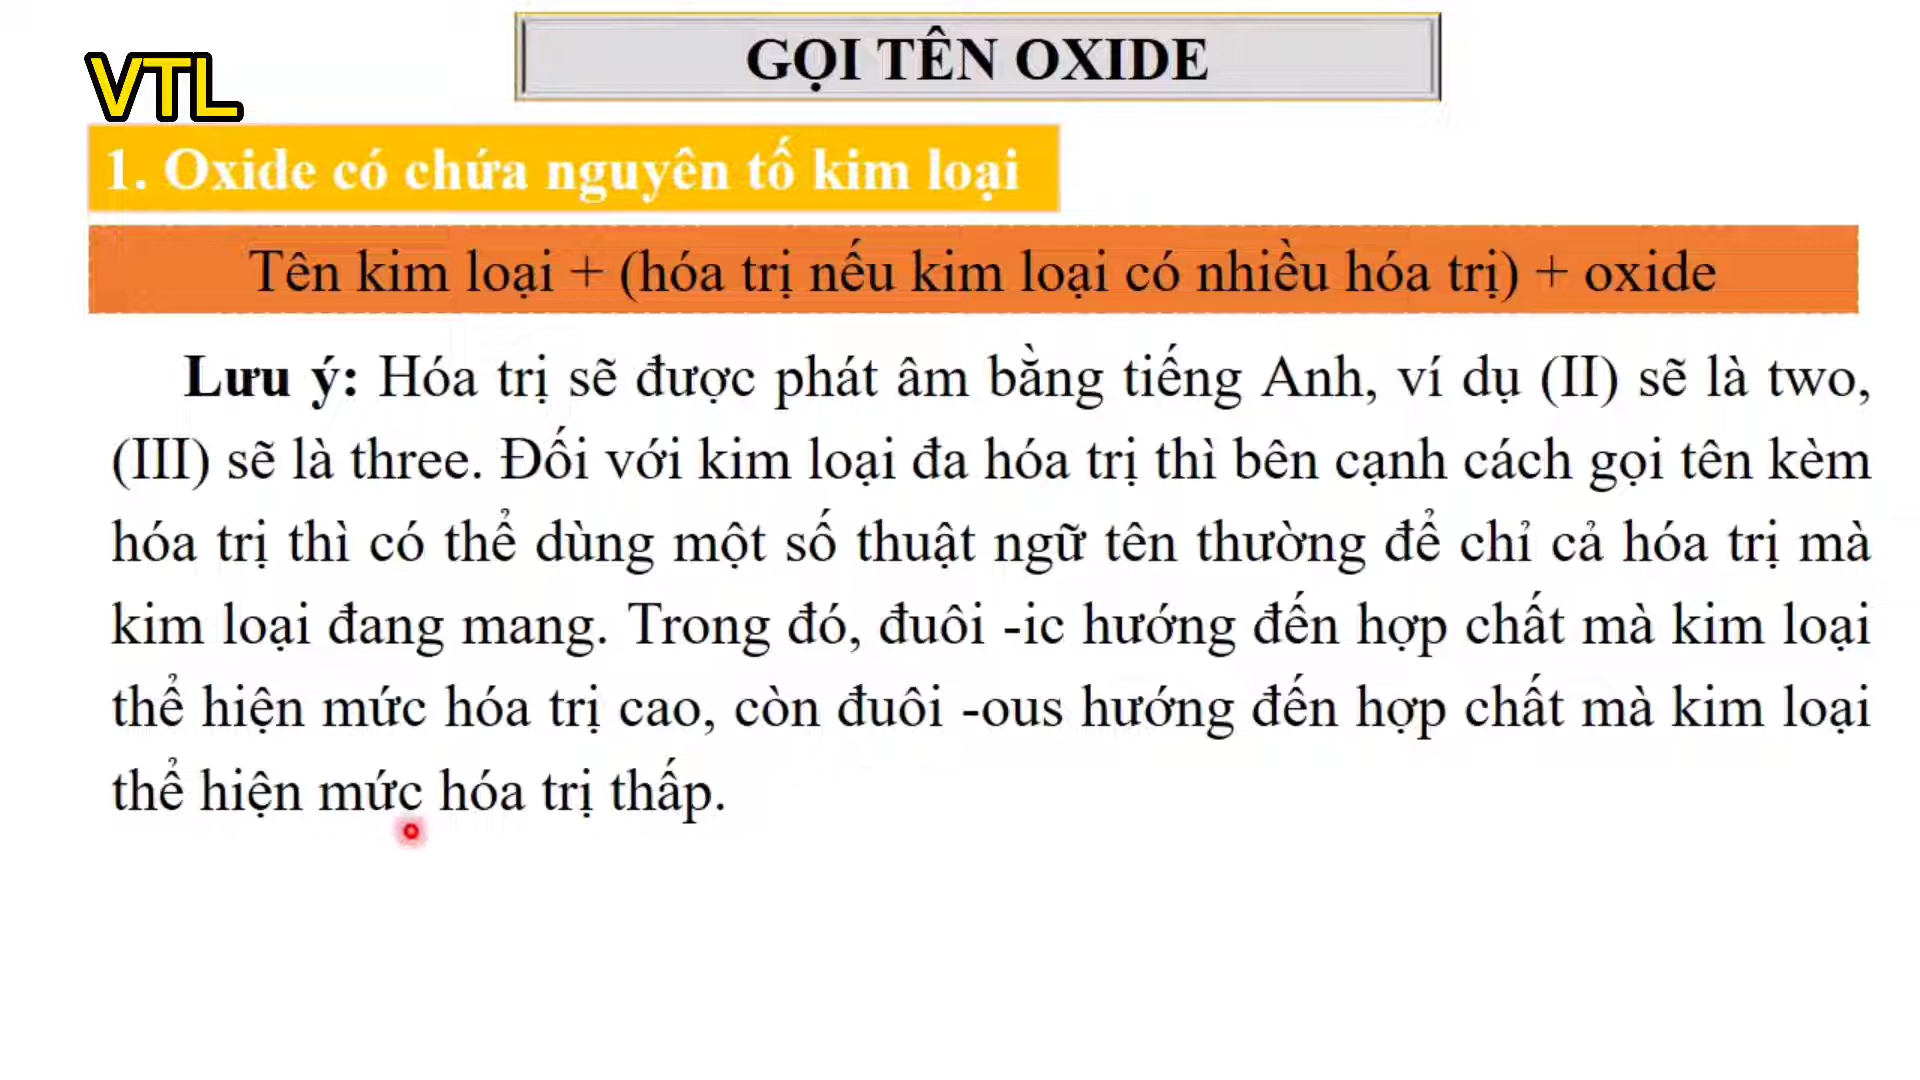 GỌI TÊN OXIDE
VTL
1. Oxide có chứa nguyên tố kim loại
Tên kim loại + (hóa trị nếu kim loại có nhiều hóa trị) + oxide
Lưu ý: Hóa trị sẽ được phát âm bằng tiếng Anh, ví dụ (II) sẽ là two,
(III) sẽ là three. Đối với kim loại đa hóa trị thì bên cạnh cách gọi tên kèm
hóa trị thì có thể dùng một số thuật ngữ tên thường để chỉ cả hóa trị mà
kim loại đang mang. Trong đó, đuôi -ic hướng đến hợp chất mà kim loại
thể hiện mức hóa trị cao, còn đuôi -ous hướng đến hợp chất mà kim loại
thể hiện mức hóa trị thấp.